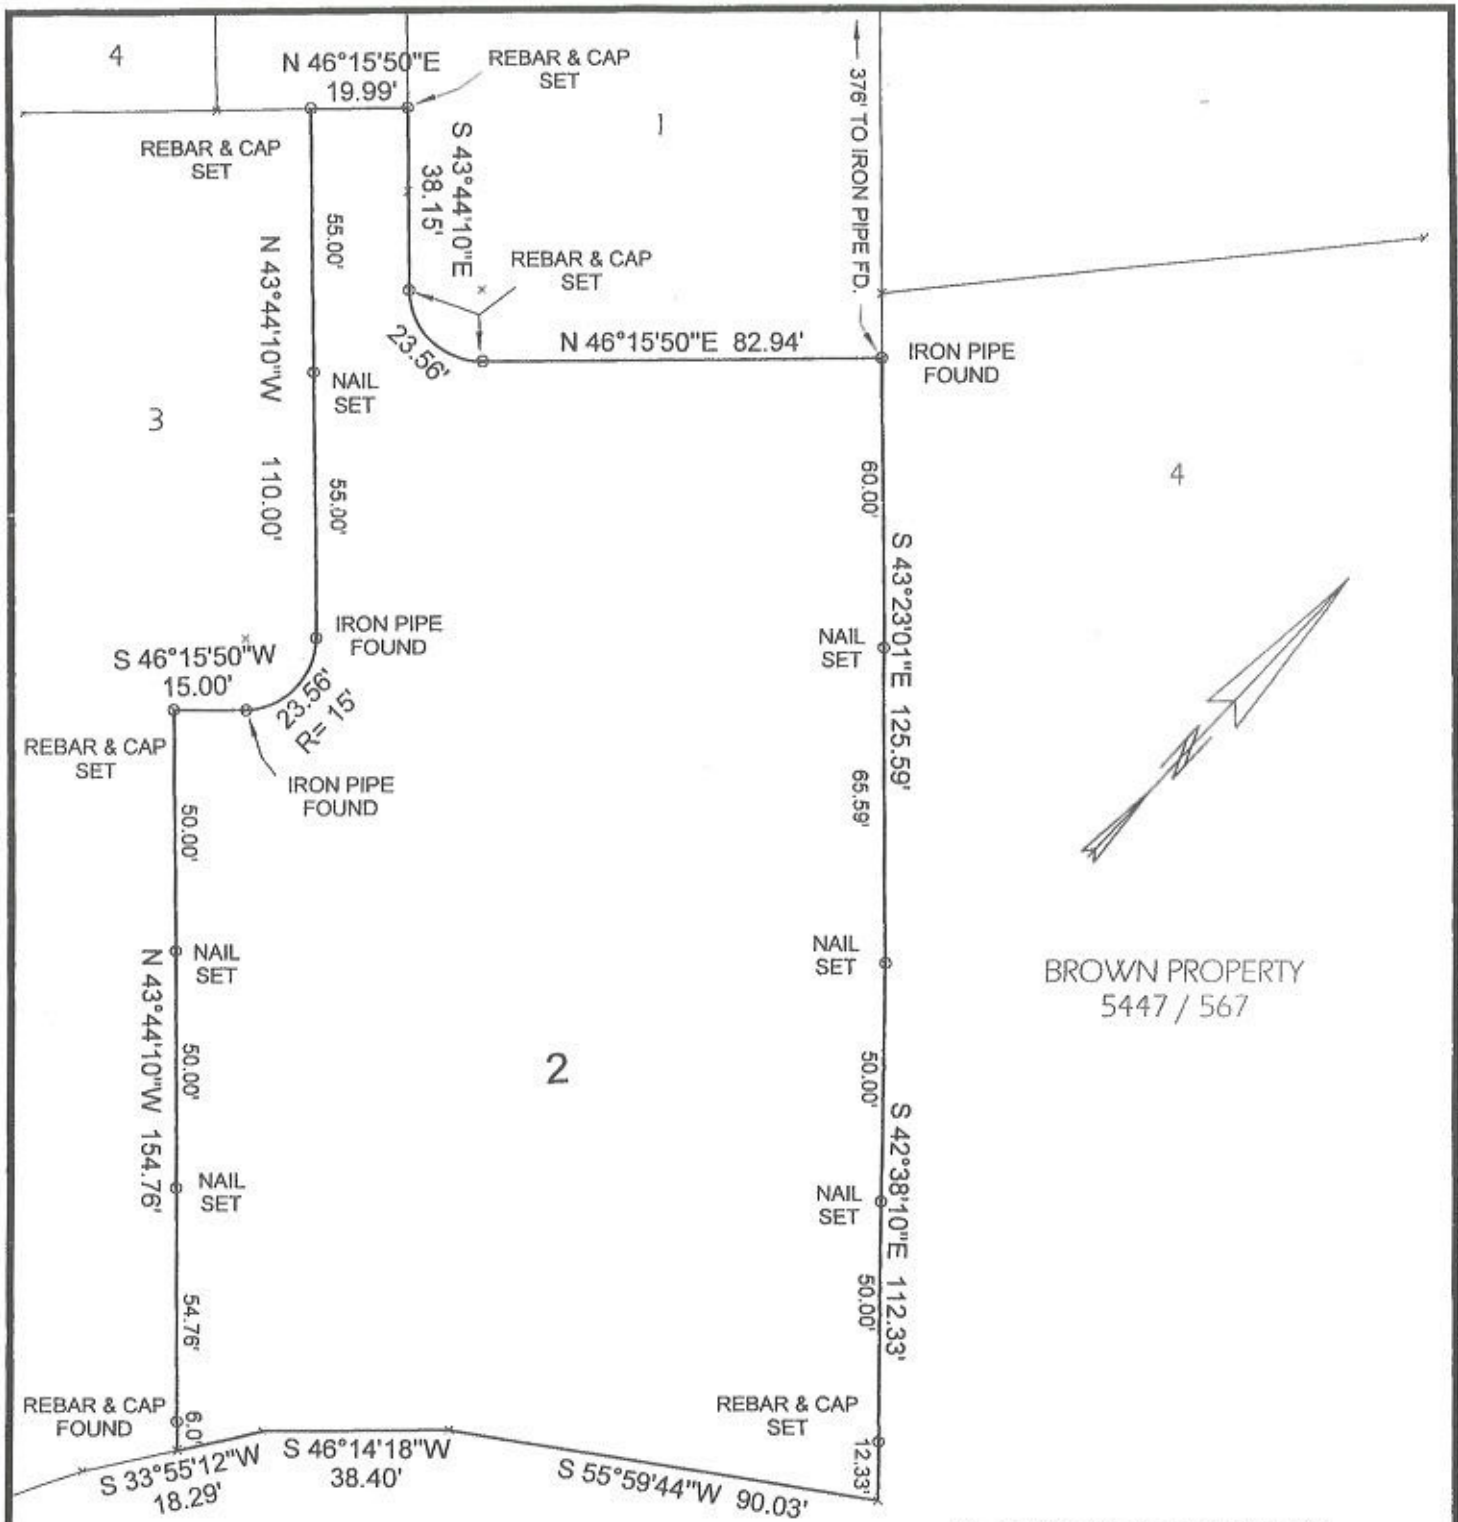 4
N 46°15'50"E
19.99'
REBAR & CAP
SET
REBAR & CAP
SET
S 43°44'10"E
38.15'
1
376' TO IRON PIPE FD.
55.00'
N 43°44'10"W 110.00'
REBAR & CAP
SET
23.56'
N 46°15'50"E 82.94'
IRON PIPE
FOUND
NAIL
SET
3
55.00'
60.00'
4
S 43°23'01"E 125.59'
IRON PIPE
FOUND
NAIL
SET
S 46°15'50"W
15.00'
23.56'
R= 15'
REBAR & CAP
SET
IRON PIPE
FOUND
65.59'
N
50.00'
NAIL
SET
NAIL
SET
BROWN PROPERTY
5447 / 567
N 43°44'10"W 154.76'
50.00'
2
50.00'
S 42°38'10"E 112.33'
NAIL
SET
NAIL
SET
54.76'
50.00'
REBAR & CAP
FOUND
6.0'
REBAR & CAP
SET
12.33'
S 33°55'12"W
18.29'
S 46°14'18"W
38.40'
S 55°59'44"W 90.03'